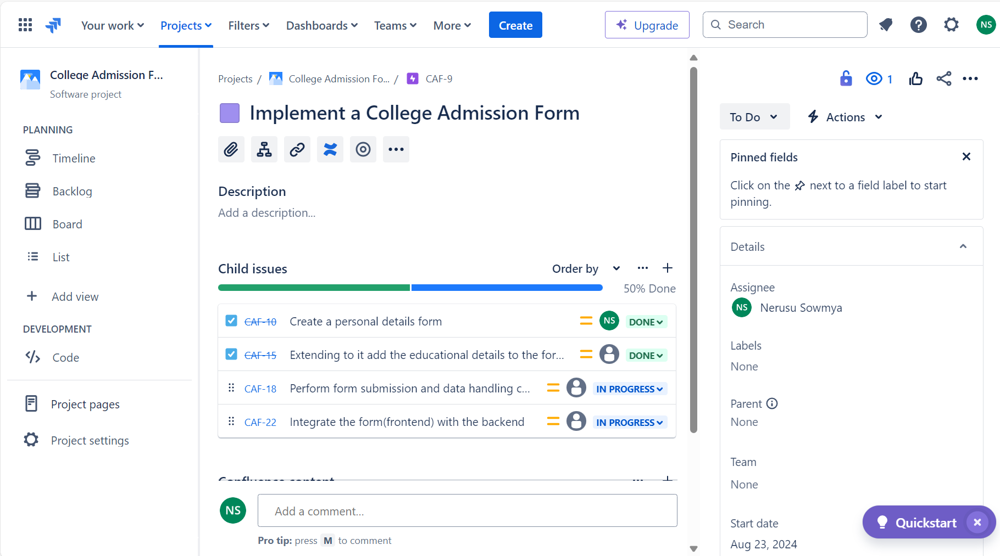 Your work Projects Filters Dashboards Teams More Create Upgrade Search NS
College Admission F...
Software project
PLANNING
Timeline
Backlog
Board
List
Add view
DEVELOPMENT
Code
Project pages
Project settings
Projects / College Admission Fo... / CAF-9
Implement a College Admission Form
Description
Add a description...
Child issues Order by
50% Done
CAF-10 Create a personal details form NS DONE
CAF-15 Extending to it add the educational details to the for... DONE
CAF-18 Perform form submission and data handling c... IN PROGRESS
CAF-22 Integrate the form(frontend) with the backend IN PROGRESS
Confluence content
NS Add a comment...
Pro tip: press M to comment
1
To Do Actions
Pinned fields
Click on the next to a field label to start
pinning.
Details
Assignee
NS Nerusu Sowmya
Labels
None
Parent
None
Team
None
Start date
Aug 23, 2024
Quickstart